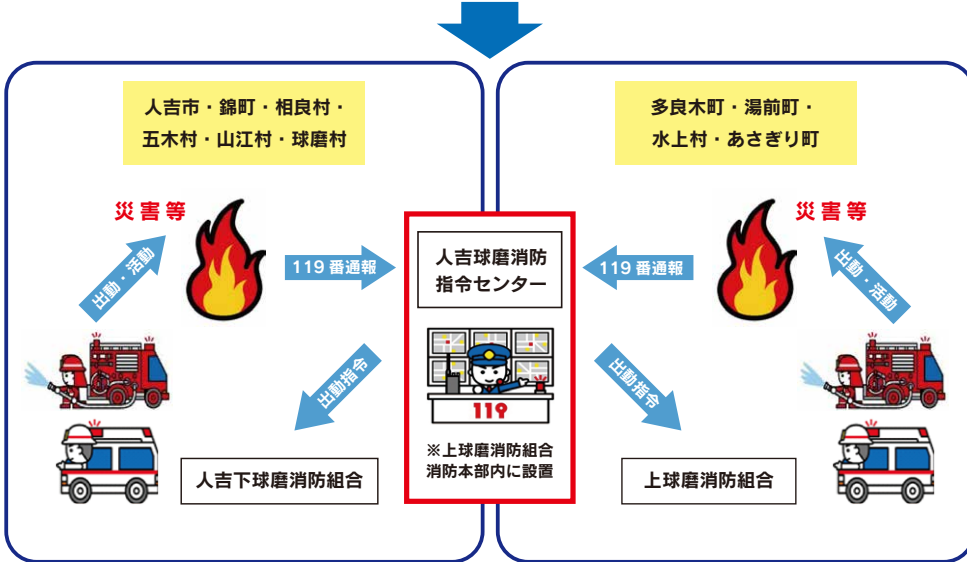 人吉市・錦町・相良村・
五木村・山江村・球磨村
災害等
出動・活動
119番通報
出動指令
人吉下球磨消防組合
人吉球磨消防
指令センター
119
※上球磨消防組合
消防本部内に設置
多良木町・湯前町・
水上村・あさぎり町
災害等
出動・活動
119番通報
出動指令
上球磨消防組合